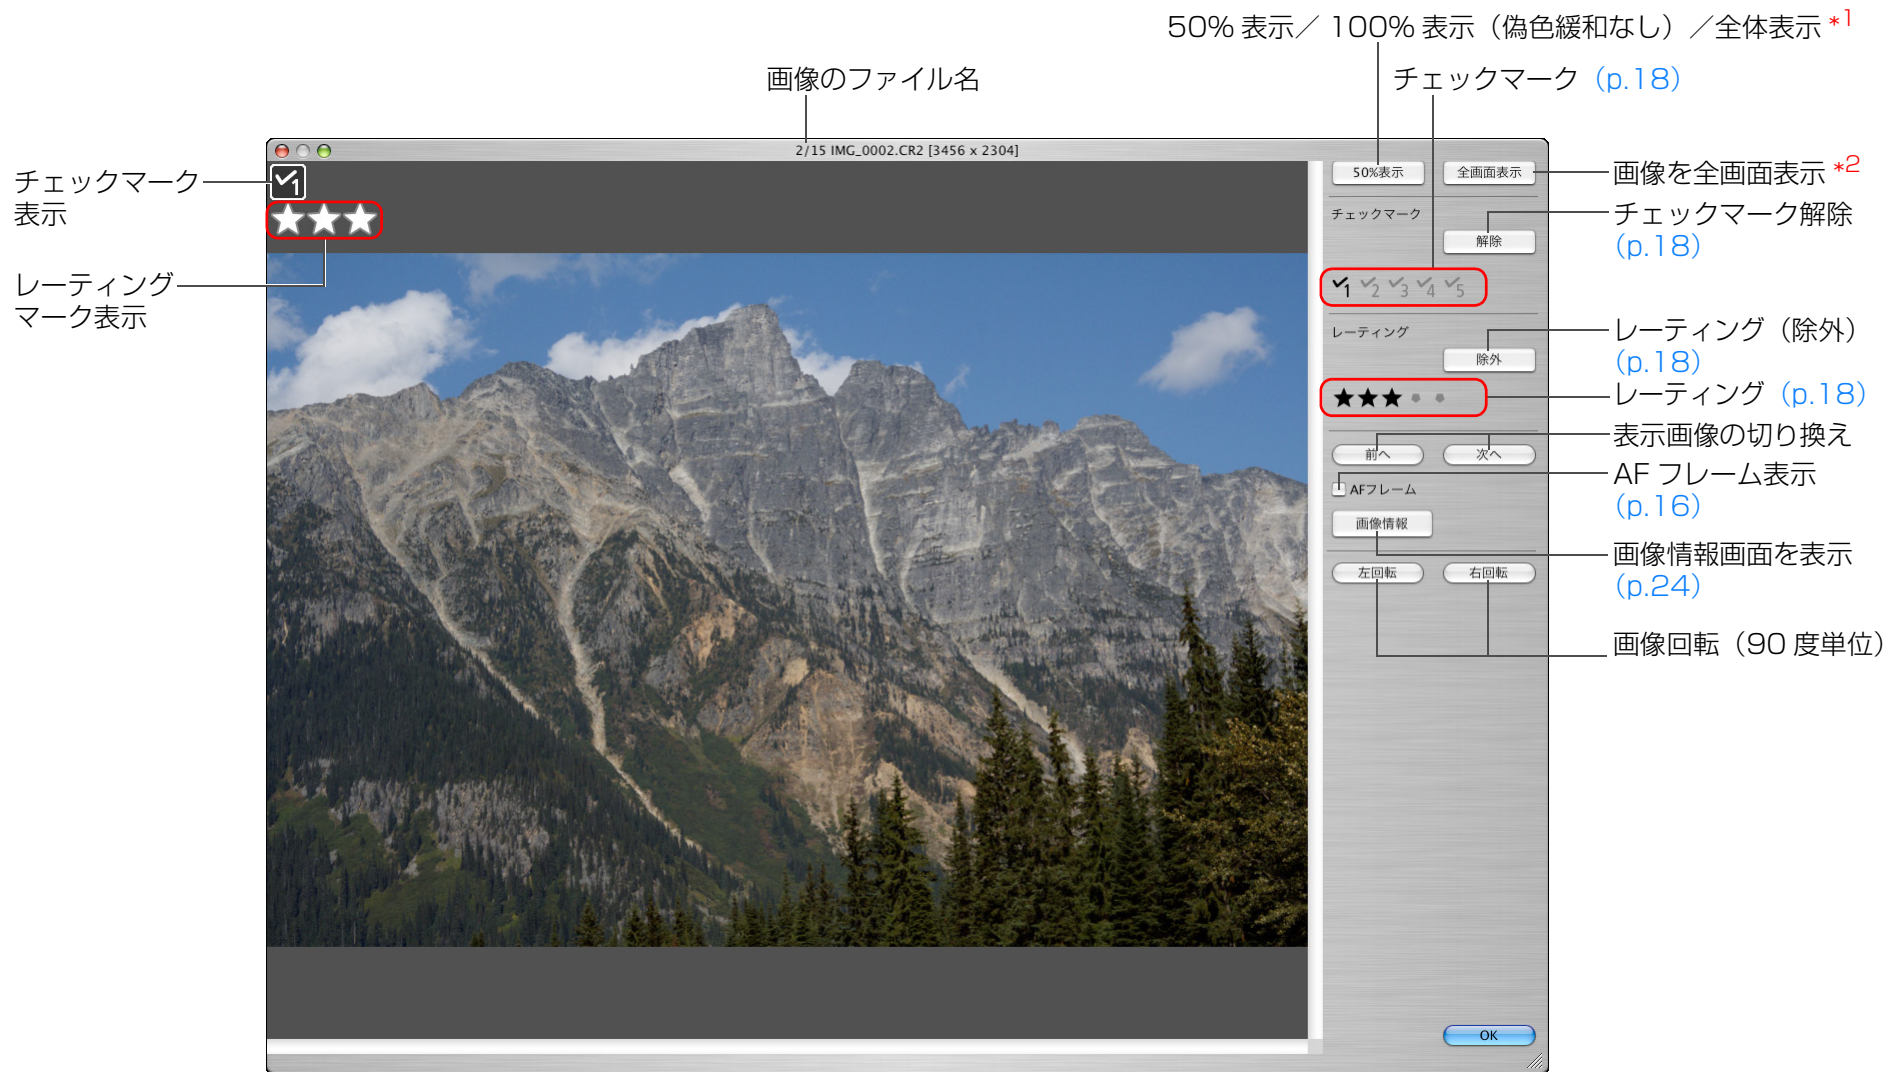 50% 表示／ 100% 表示（偽色緩和なし）／全体表示 *1
画像のファイル名
チェックマーク（p.18）
2/15 IMG_0002.CR2 [3456 x 2304]
チェックマーク
表示
1
レーティング
マーク表示
50%表示
全画面表示
画像を全画面表示 *2
チェックマーク
解除
チェックマーク解除
（p.18）
1 2 3 4 5
レーティング
除外
レーティング（除外）
（p.18）
レーティング（p.18）
前へ
次へ
表示画像の切り換え
AFフレーム
AF フレーム表示
（p.16）
画像情報
画像情報画面を表示
（p.24）
左回転
右回転
画像回転（90 度単位）
OK